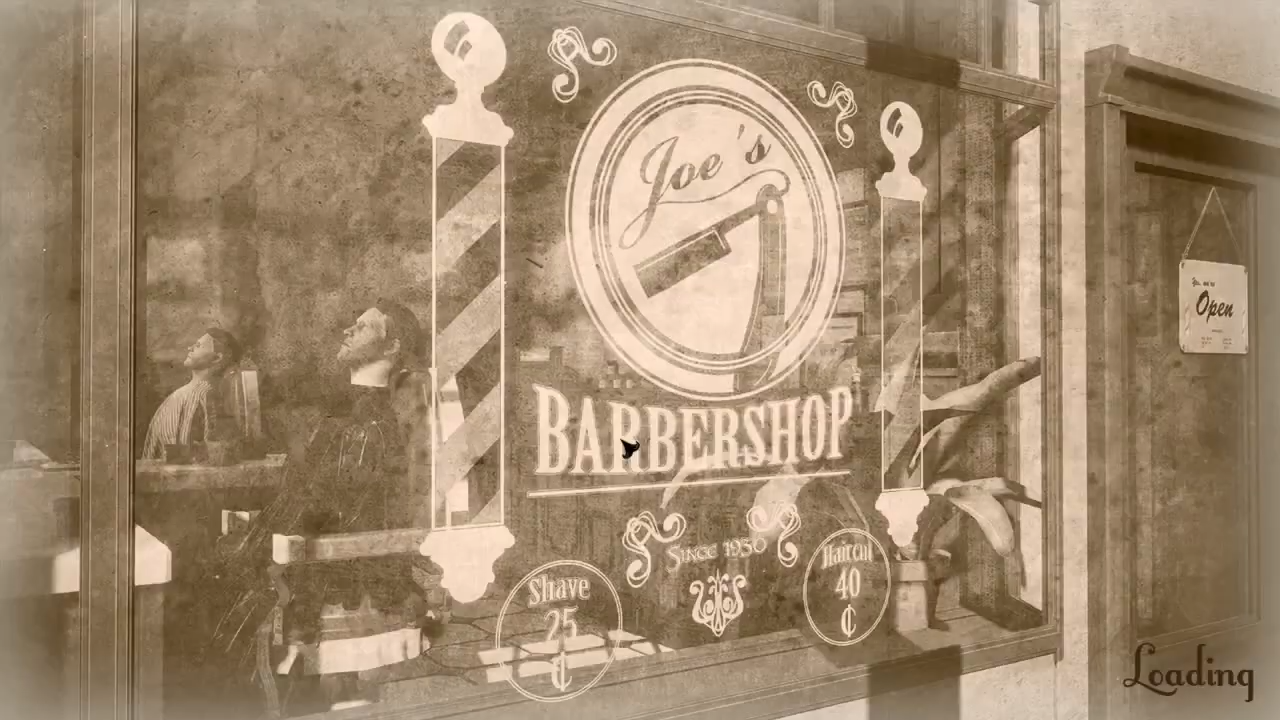 Joe's
BARBERSHOP
SINCE 1930
Shave
25
¢
Haircut
40
¢
Open
Loading